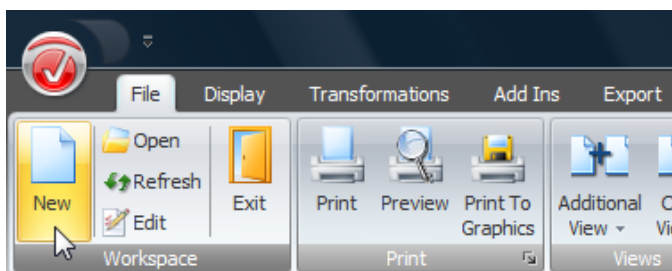 File Display Transformations Add Ins Export
New
Open
Refresh
Edit
Exit
Print
Preview
Print To
Graphics
Additional
View
Workspace
Print
Views